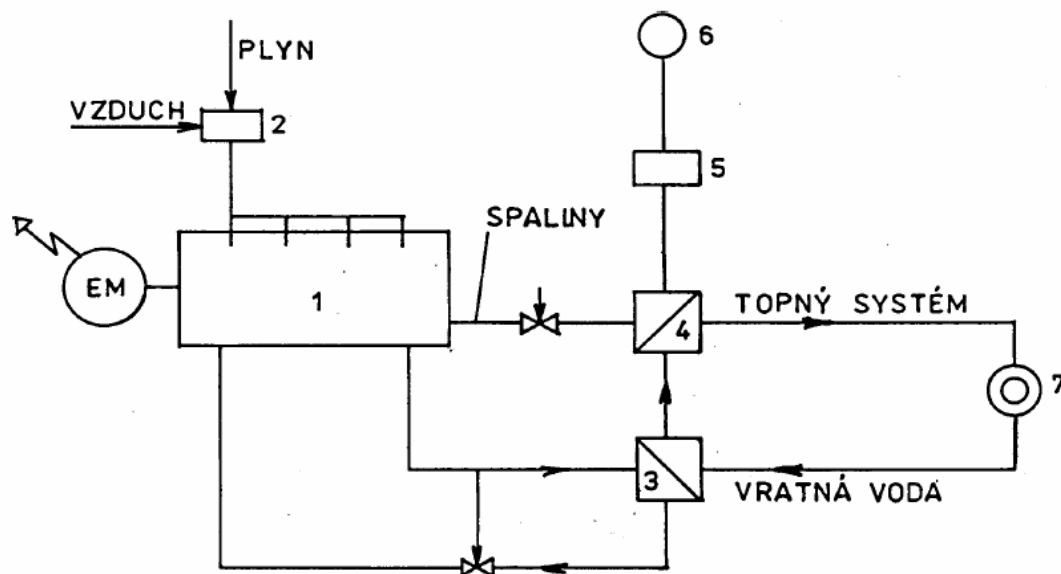 PLYN
VZDUCH
2
6
5
SPALINY
EM
1
4
TOPNÝ SYSTÉM
7
3
VRATNÁ VODA